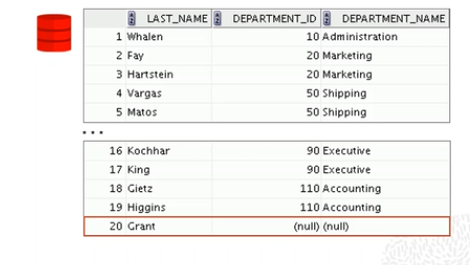 LAST_NAME DEPARTMENT_ID DEPARTMENT_NAME
1 Whalen 10 Administration
2 Fay 20 Marketing
3 Hartstein 20 Marketing
4 Vargas 50 Shipping
5 Matos 50 Shipping
...
16 Kochhar 90 Executive
17 King 90 Executive
18 Gietz 110 Accounting
19 Higgins 110 Accounting
20 Grant (null) (null)